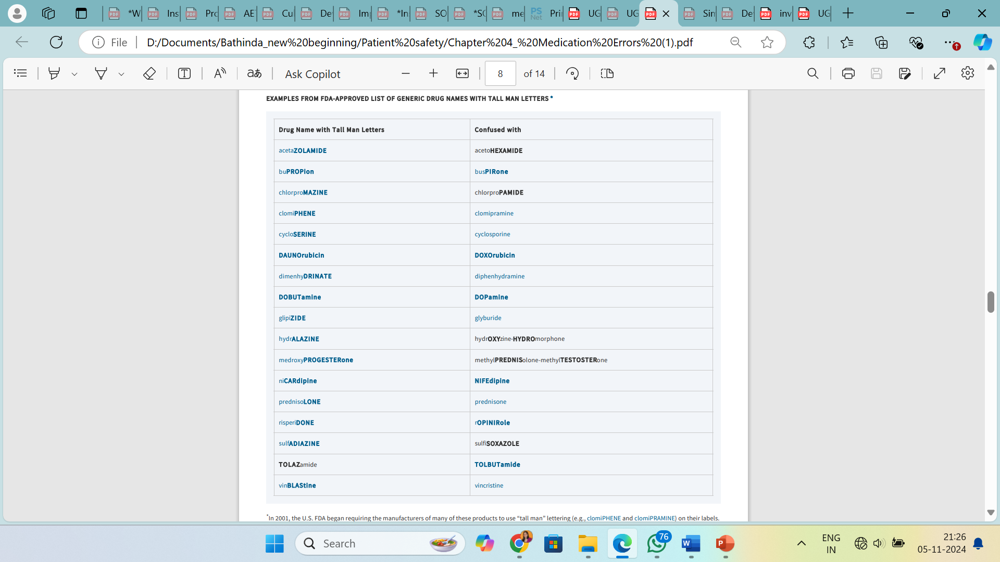 *W Ins Pro AE Cu De Im *In SO *SC me PS Net Pri UG UG Sin De inv UG
File D:/Documents/Bathinda_new%20beginning/Patient%20safety/Chapter%204_%20Medication%20Errors%20(1).pdf
Ask Copilot 8 of 14
EXAMPLES FROM FDA-APPROVED LIST OF GENERIC DRUG NAMES WITH TALL MAN LETTERS *
Drug Name with Tall Man Letters Confused with
acetaZOLAMIDE acetoHEXAMIDE
buPROPion busPIRone
chlorproMAZINE chlorproPAMIDE
clomiPHENE clomipramine
cycloSERINE cyclosporine
DAUNOrubicin DOXOrubicin
dimenhyDRINATE diphenhydramine
DOBUTamine DOPamine
glipiZIDE glyburide
hydrALAZINE hydrOXYzine-HYDROmorphone
medroxyPROGESTERone methylPREDNISolone-methylTESTOSTERone
niCARdipine NIFEdipine
prednisoLONE prednisone
risperiDONE rOPINIRole
sulfADIAZINE sulfiSOXAZOLE
TOLAZamide TOLBUTamide
vinBLAStine vincristine
*In 2001, the U.S. FDA began requiring the manufacturers of many of these products to use “tall man” lettering (e.g., clomiPHENE and clomiPRAMINE) on their labels.
Search 76 ENG 21:26
IN 05-11-2024